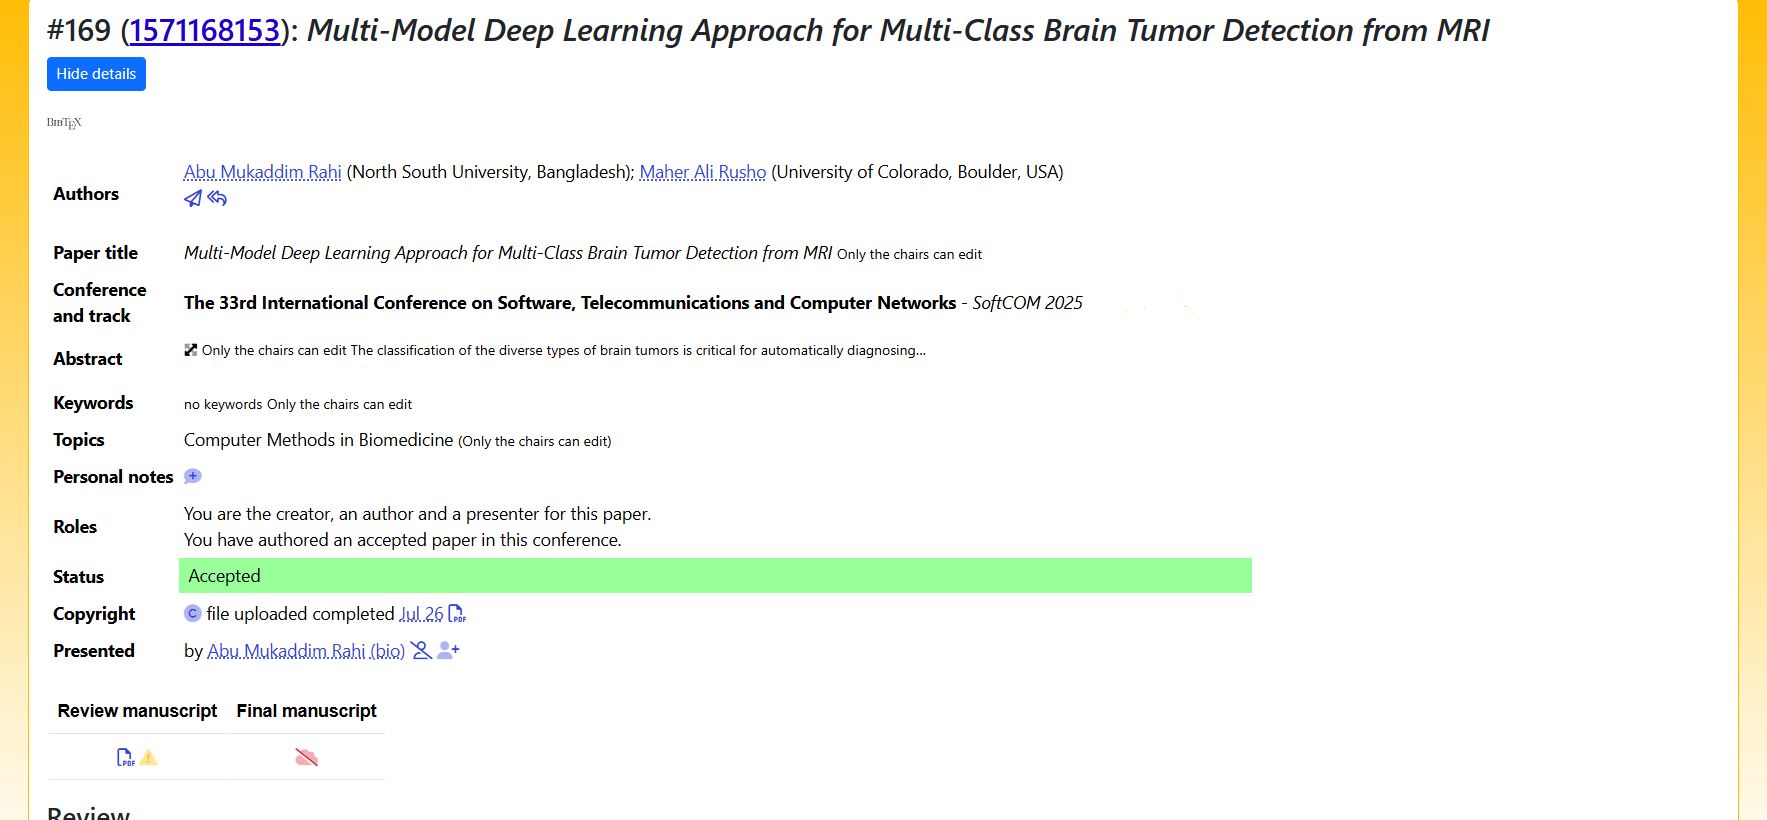 #169 (1571168153): Multi-Model Deep Learning Approach for Multi-Class Brain Tumor Detection from MRI
Hide details
BIBTEX
Authors
Abu Mukaddim Rahi (North South University, Bangladesh); Maher Ali Rusho (University of Colorado, Boulder, USA)
Paper title
Multi-Model Deep Learning Approach for Multi-Class Brain Tumor Detection from MRI Only the chairs can edit
Conference and track
The 33rd International Conference on Software, Telecommunications and Computer Networks - SoftCOM 2025
Abstract
Only the chairs can edit The classification of the diverse types of brain tumors is critical for automatically diagnosing...
Keywords
no keywords Only the chairs can edit
Topics
Computer Methods in Biomedicine (Only the chairs can edit)
Personal notes
Roles
You are the creator, an author and a presenter for this paper.
You have authored an accepted paper in this conference.
Status
Accepted
Copyright
C file uploaded completed Jul 26 PDF
Presented
by Abu Mukaddim Rahi (bio)
Review manuscript Final manuscript
PDF
Review